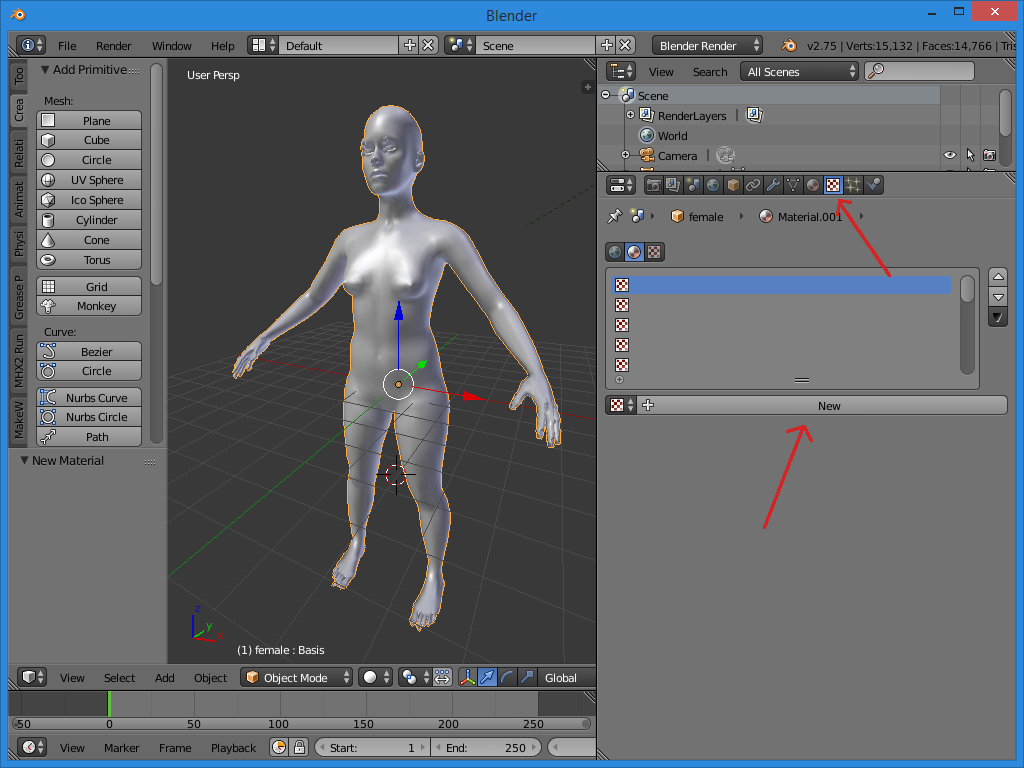 Blender
File Render Window Help Default Scene Blender Render v2.75 | Verts:15,132 | Faces:14,766 | Tris
Too
Crea
Relati
Animat
Physi
Grease P
MHX2 Run
MakeW
Add Primitive
Mesh:
Plane
Cube
Circle
UV Sphere
Ico Sphere
Cylinder
Cone
Torus
Grid
Monkey
Curve:
Bezier
Circle
Nurbs Curve
Nurbs Circle
Path
New Material
User Persp
z
y
x
(1) female : Basis
View Select Add Object Object Mode Global
-50 0 50 100 150 200 250
View Marker Frame Playback Start: 1 End: 250
View Search All Scenes
Scene
RenderLayers
World
Camera
female Material.001
New